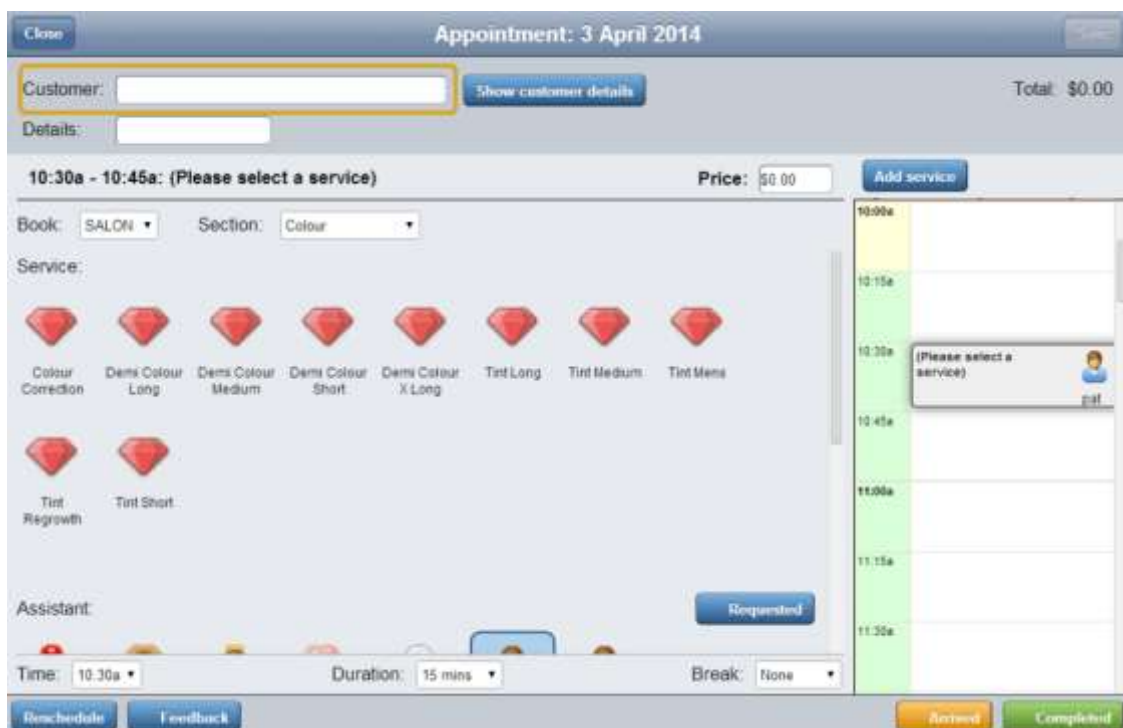 Close
Appointment: 3 April 2014
Save
Customer:
Show customer details
Total: $0.00
Details:
10:30a - 10:45a: (Please select a service)
Price: $0.00
Add service
Book: SALON
Section: Colour
Service:
Colour Correction
Demi Colour Long
Demi Colour Medium
Demi Colour Short
Demi Colour X Long
Tint Long
Tint Medium
Tint Mens
Tint Regrowth
Tint Short
10:00a
10:15a
10:30a
(Please select a
service)
pat
10:45a
11:00a
11:15a
11:30a
Assistant:
Requested
Time: 10.30a
Duration: 15 mins
Break: None
Reschedule
Feedback
Arrived
Completed